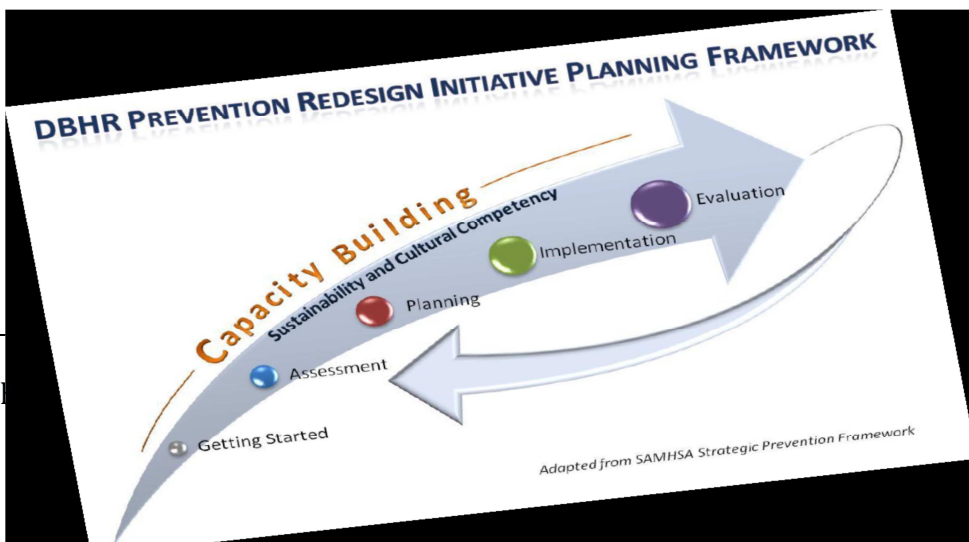 DBHR PREVENTION REDESIGN INITIATIVE PLANNING FRAMEWORK
Capacity Building
Sustainability and Cultural Competency
Evaluation
Implementation
Planning
Assessment
Getting Started
Adapted from SAMHSA Strategic Prevention Framework